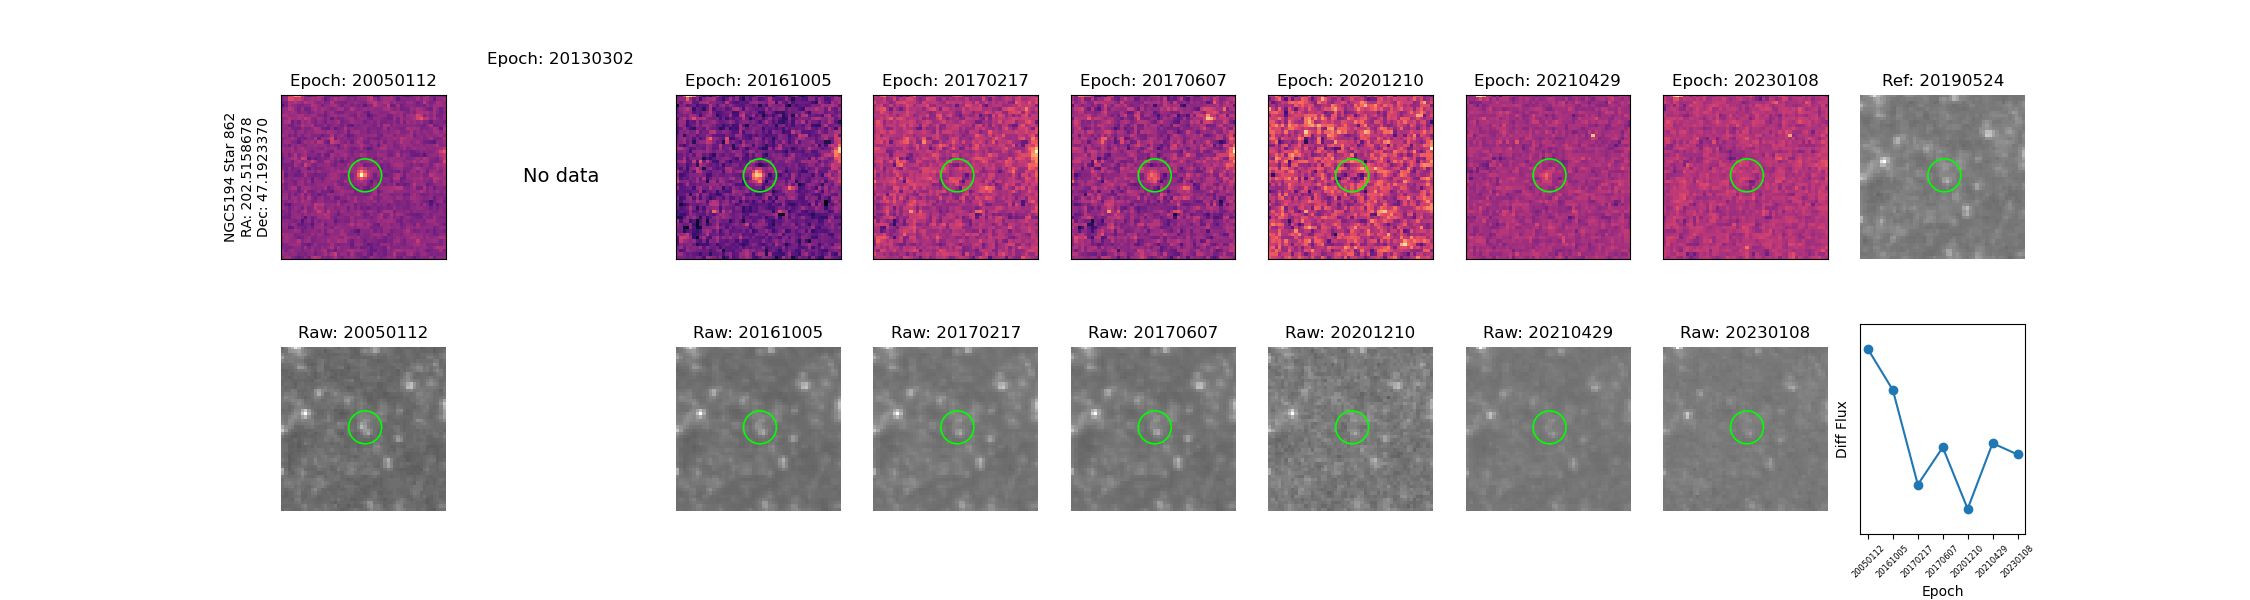 Epoch: 20130302
Epoch: 20050112
Epoch: 20161005
Epoch: 20170217
Epoch: 20170607
Epoch: 20201210
Epoch: 20210429
Epoch: 20230108
Ref: 20190524
NGC5194 Star 862
RA: 202.5158678
Dec: 47.1923370
No data
Raw: 20050112
Raw: 20161005
Raw: 20170217
Raw: 20170607
Raw: 20201210
Raw: 20210429
Raw: 20230108
Diff Flux
20050112
20161005
20170217
20170607
20201210
20210429
20230108
Epoch